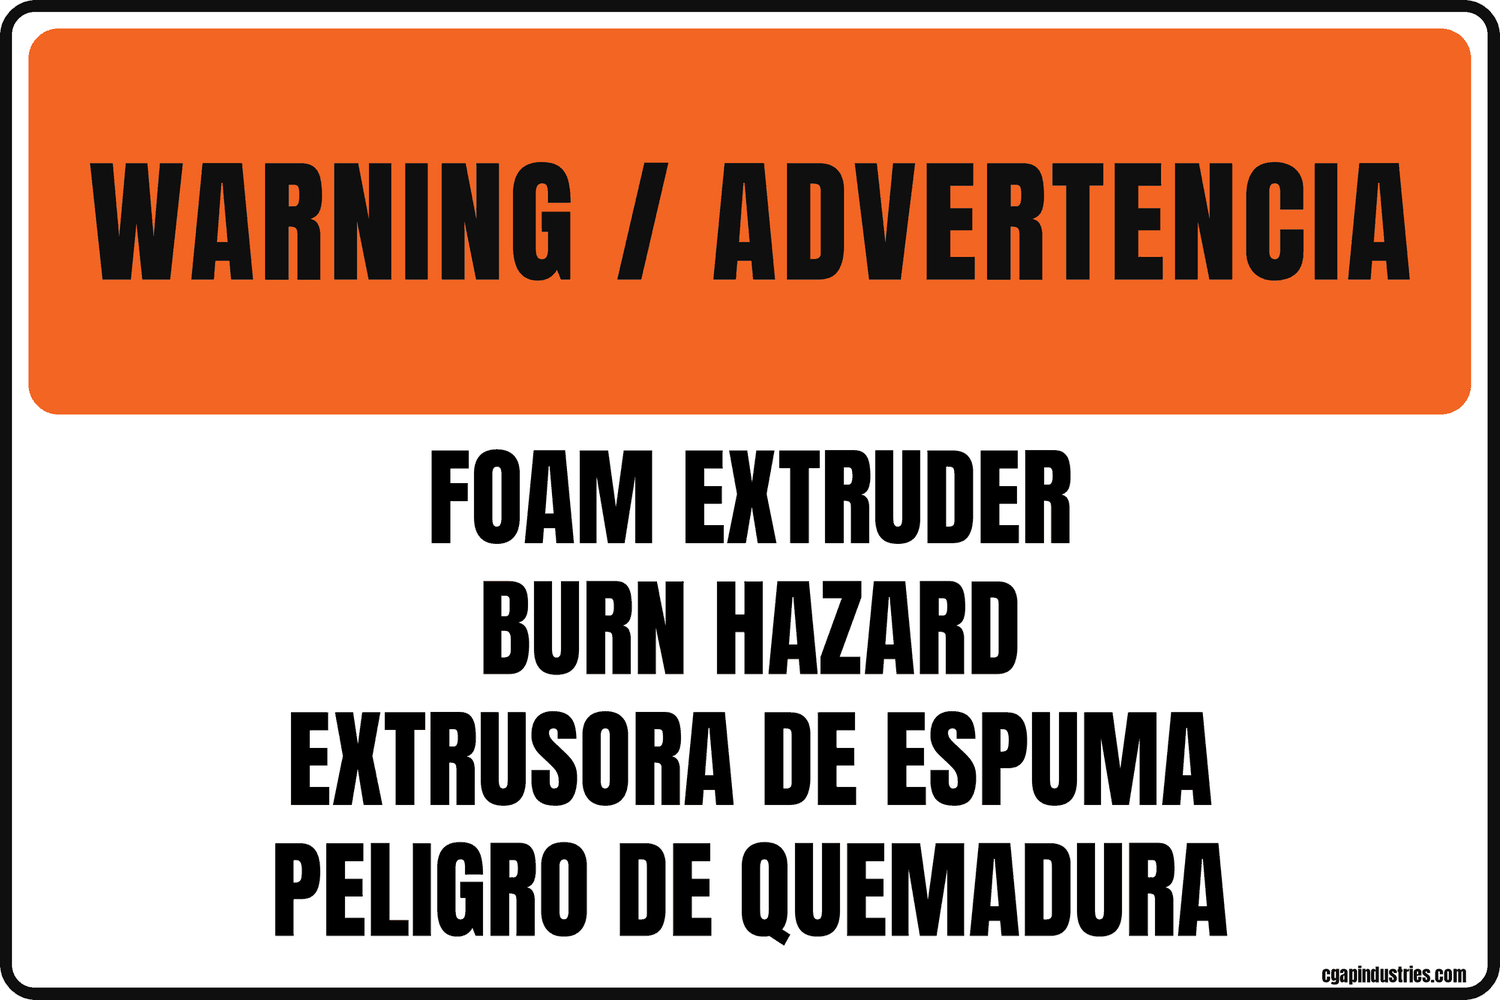 WARNING / ADVERTENCIA
FOAM EXTRUDER
BURN HAZARD
EXTRUSORA DE ESPUMA
PELIGRO DE QUEMADURA
cgapindustries.com